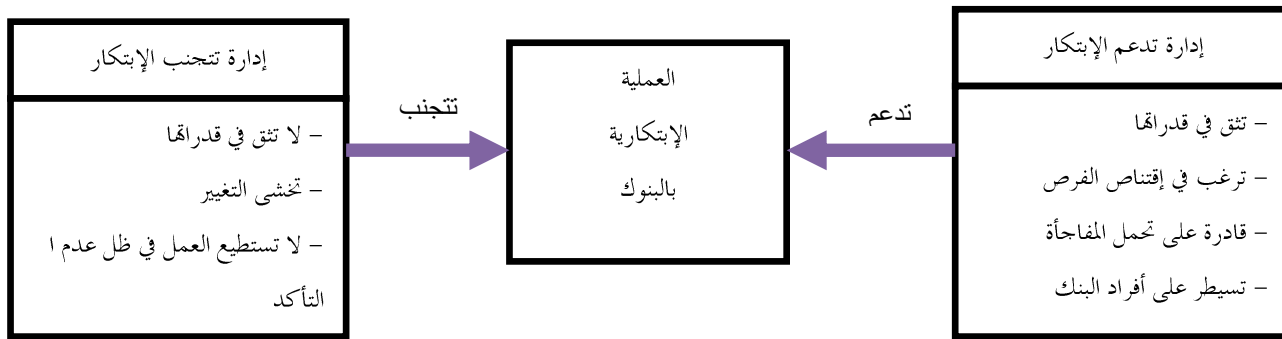 إدارة تدعم الإبتكار
– تثق في قدراتها
– ترغب في إقتناص الفرص
– قادرة على تحمل المفاجأة
– تسيطر على أفراد البنك
تدعم
العملية
الإبتكارية
بالبنوك
تتجنب
إدارة تتجنب الإبتكار
– لا تثق في قدراتها
– تخشى التغيير
– لا تستطيع العمل في ظل عدم ا
التأكد